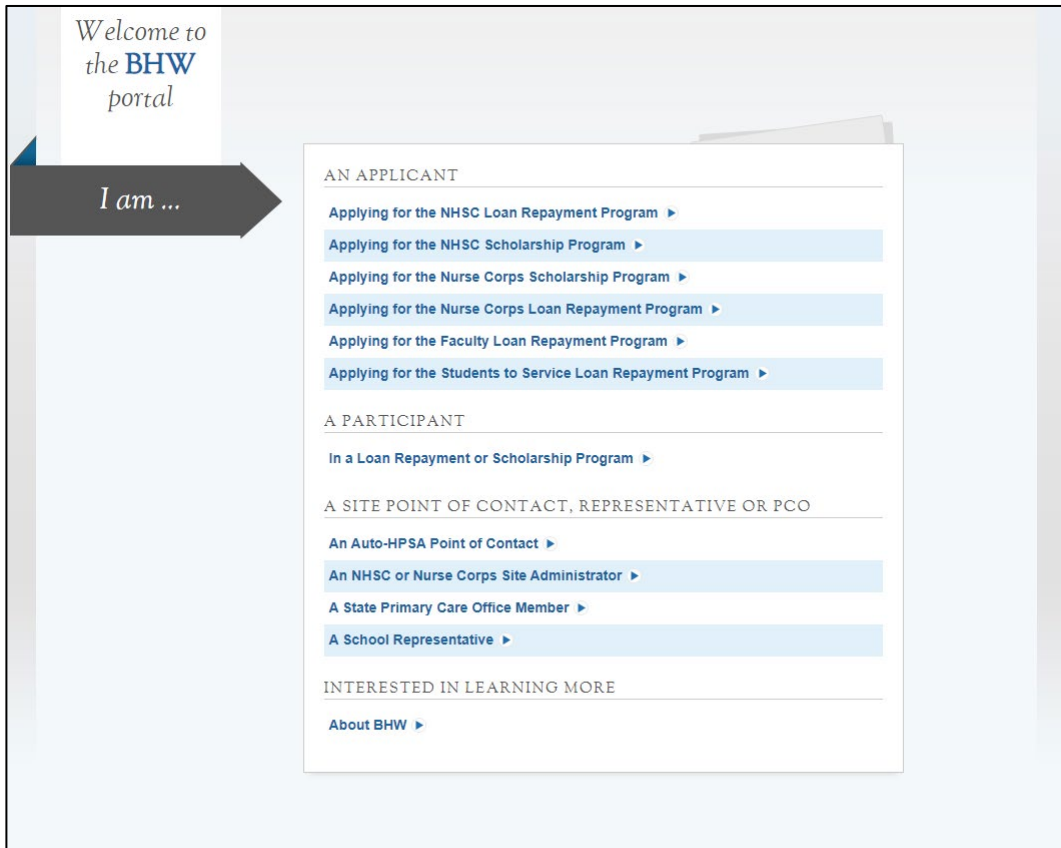 Welcome to
the BHW
portal
I am ...
AN APPLICANT
Applying for the NHSC Loan Repayment Program
Applying for the NHSC Scholarship Program
Applying for the Nurse Corps Scholarship Program
Applying for the Nurse Corps Loan Repayment Program
Applying for the Faculty Loan Repayment Program
Applying for the Students to Service Loan Repayment Program
A PARTICIPANT
In a Loan Repayment or Scholarship Program
A SITE POINT OF CONTACT, REPRESENTATIVE OR PCO
An Auto-HPSA Point of Contact
An NHSC or Nurse Corps Site Administrator
A State Primary Care Office Member
A School Representative
INTERESTED IN LEARNING MORE
About BHW